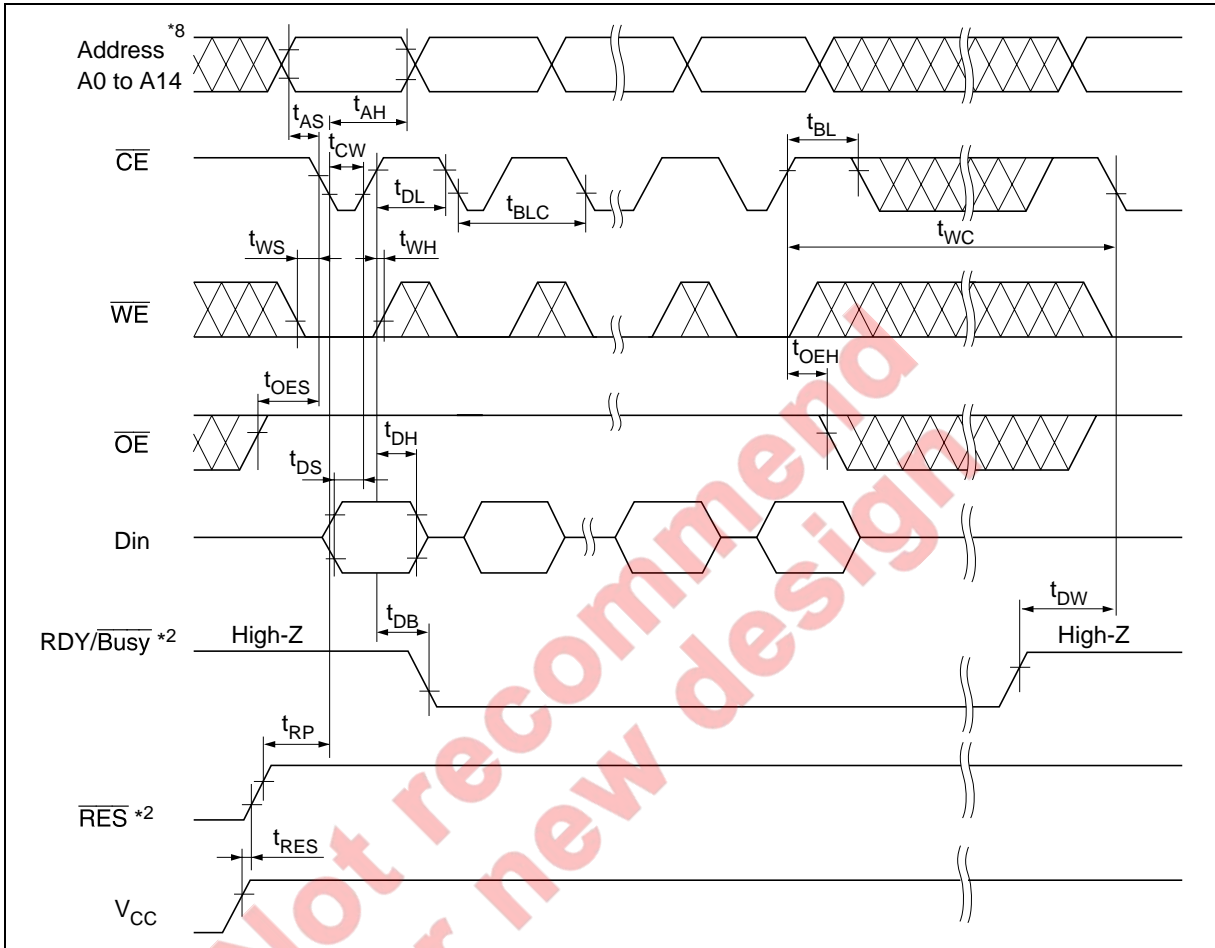 Address *8
A0 to A14
tAS
tAH
tCW
tBL
CE
tDL
tBLC
tWC
tWS
tWH
WE
tOEH
tOES
OE
tDH
tDS
Din
tDB
tDW
RDY/Busy *2
High-Z
High-Z
tRP
RES *2
tRES
VCC
Not recommend
r new design